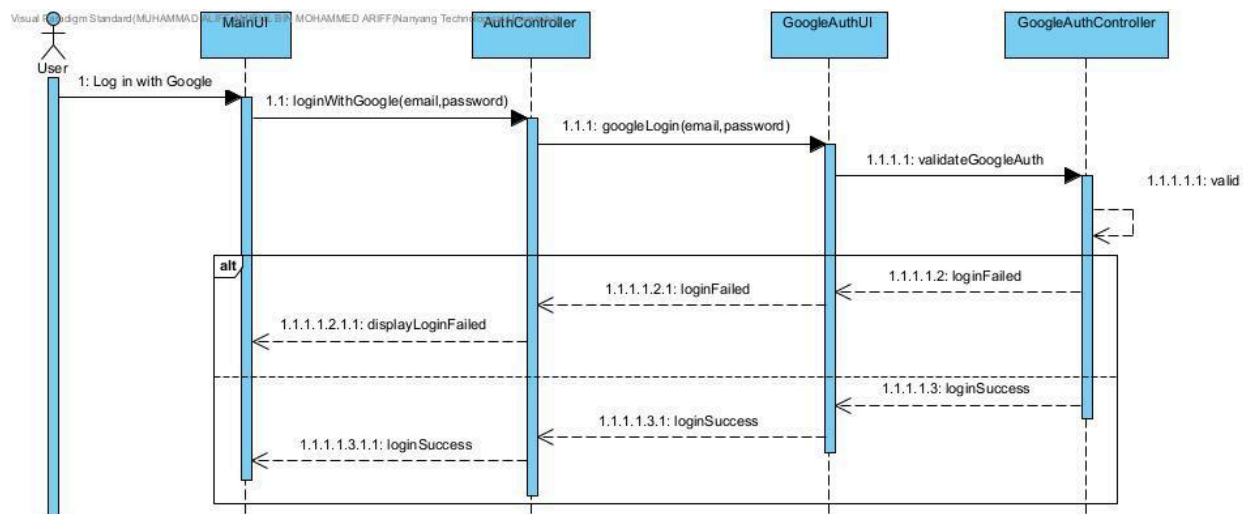 Visual Paradigm Standard(MUHAMMAD BIN MOHAMMED ARIFF(Nanyang
MainUI
AuthController
GoogleAuthUI
GoogleAuthController
User
1: Log in with Google
1.1: loginWithGoogle(email,password)
1.1.1: googleLogin(email,password)
1.1.1.1: validateGoogleAuth
1.1.1.1.1: valid
alt
1.1.1.1.2: loginFailed
1.1.1.1.2.1: loginFailed
1.1.1.1.2.1.1: displayLoginFailed
1.1.1.1.3: loginSuccess
1.1.1.1.3.1: loginSuccess
1.1.1.1.3.1.1: loginSuccess